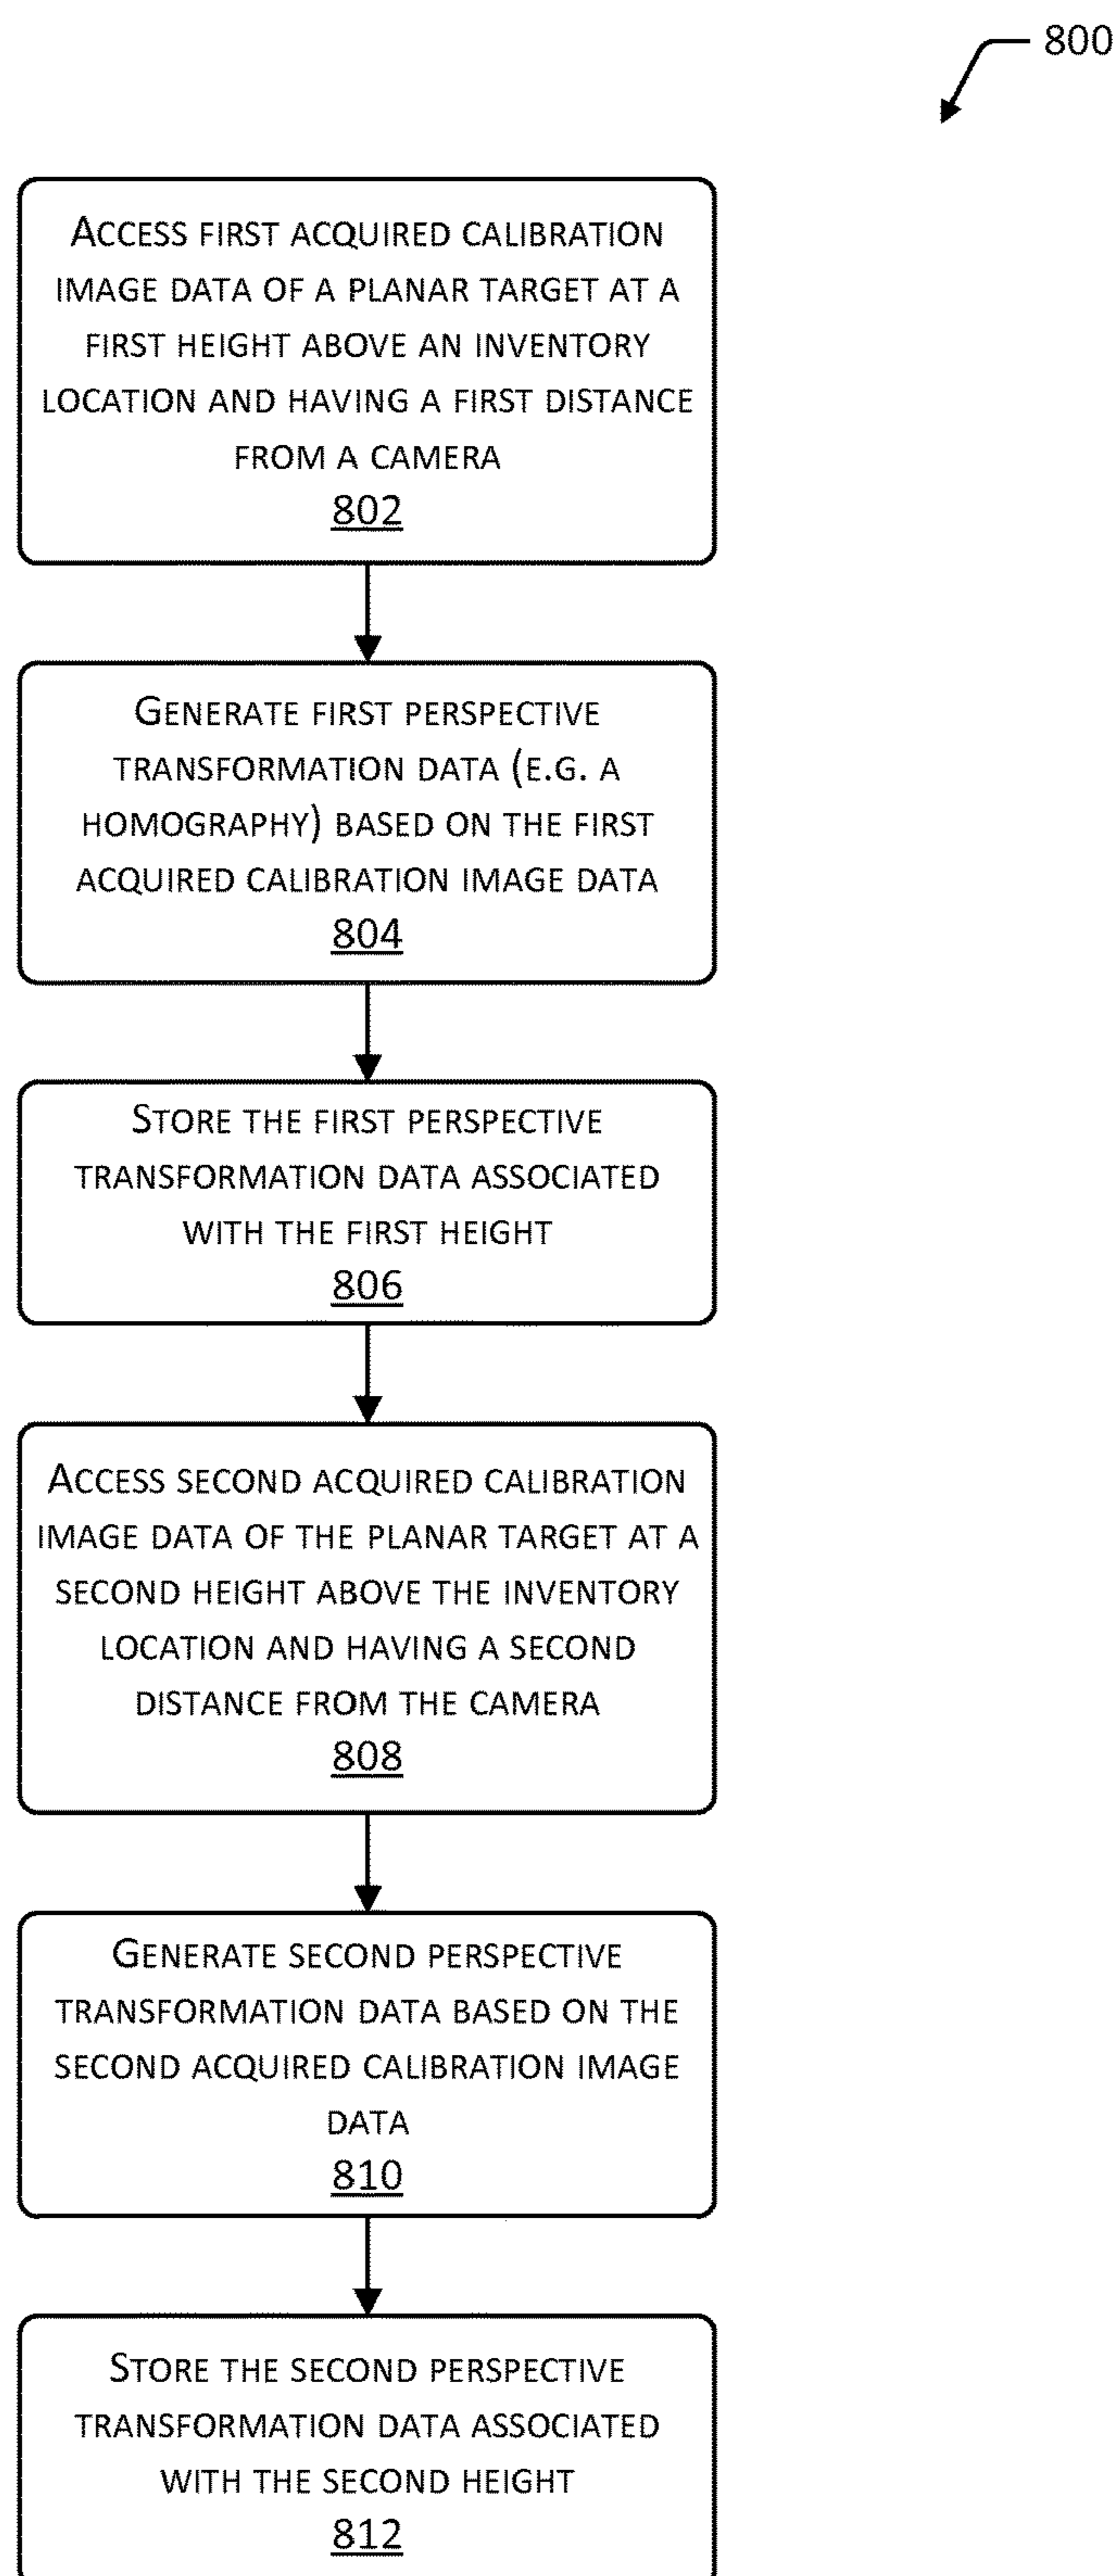 800
ACCESS FIRST ACQUIRED CALIBRATION
IMAGE DATA OF A PLANAR TARGET AT A
FIRST HEIGHT ABOVE AN INVENTORY
LOCATION AND HAVING A FIRST DISTANCE
FROM A CAMERA
802
GENERATE FIRST PERSPECTIVE
TRANSFORMATION DATA (E.G. A
HOMOGRAPHY) BASED ON THE FIRST
ACQUIRED CALIBRATION IMAGE DATA
804
STORE THE FIRST PERSPECTIVE
TRANSFORMATION DATA ASSOCIATED
WITH THE FIRST HEIGHT
806
ACCESS SECOND ACQUIRED CALIBRATION
IMAGE DATA OF THE PLANAR TARGET AT A
SECOND HEIGHT ABOVE THE INVENTORY
LOCATION AND HAVING A SECOND
DISTANCE FROM THE CAMERA
808
GENERATE SECOND PERSPECTIVE
TRANSFORMATION DATA BASED ON THE
SECOND ACQUIRED CALIBRATION IMAGE
DATA
810
STORE THE SECOND PERSPECTIVE
TRANSFORMATION DATA ASSOCIATED
WITH THE SECOND HEIGHT
812